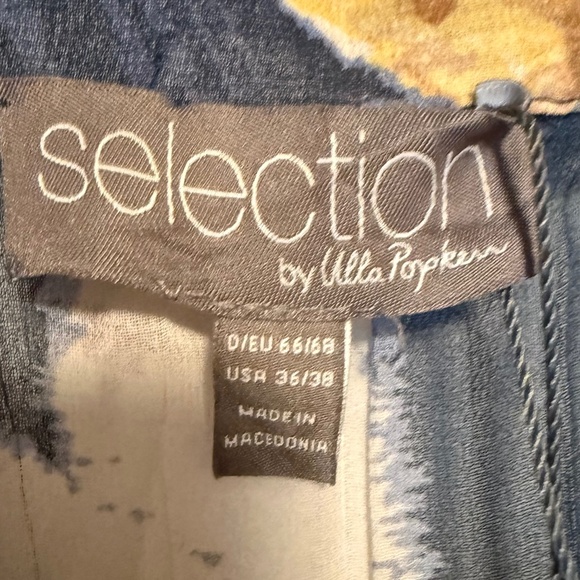 selection
by Ulla Popken
D/EU 66/68
USA 36/38
MADE IN
MACEDONIA